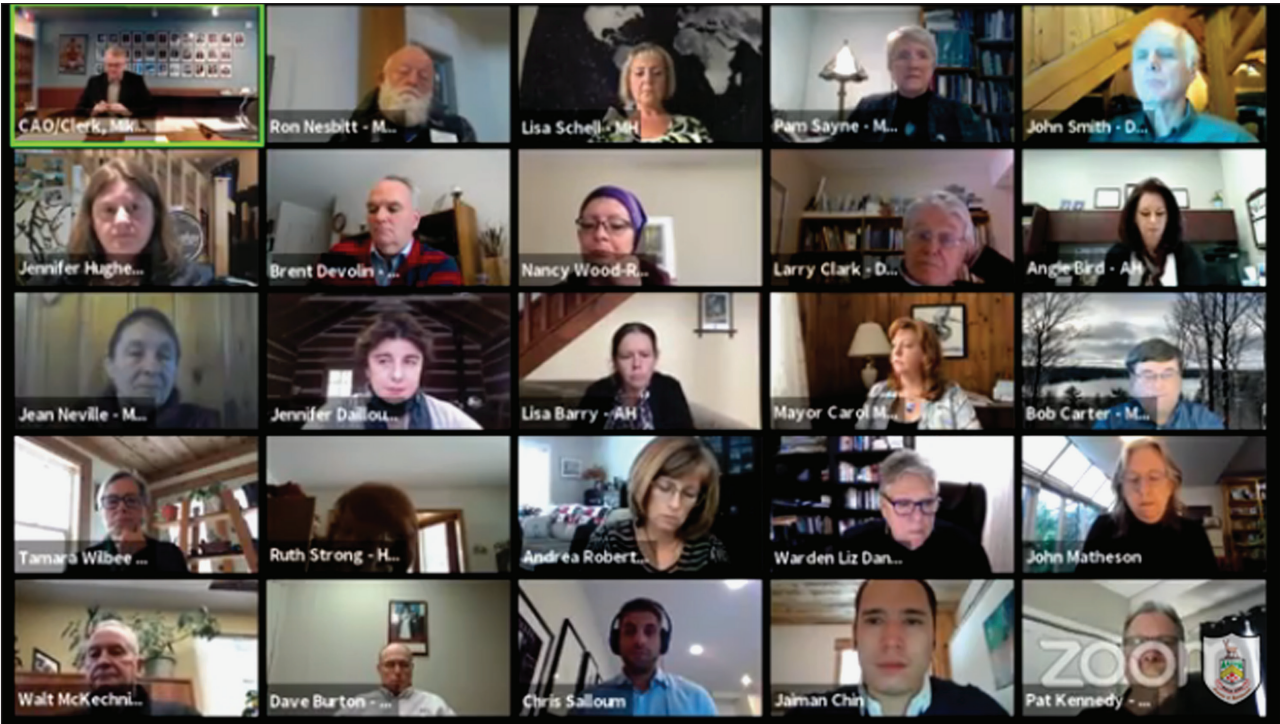 CAO/Clerk, Mik...
Ron Nesbitt - M...
Lisa Schell - MH
Pam Sayne - M...
John Smith - D...
Jennifer Hughe...
Brent Devolin - ...
Nancy Wood-R...
Larry Clark - D...
Angie Bird - AH
Jean Neville - M...
Jennifer Daillou...
Lisa Barry - AH
Mayor Carol M...
Bob Carter - M...
Tamara Wilbee ...
Ruth Strong - H...
Andrea Robert...
Warden Liz Dan...
John Matheson
Walt McKechni...
Dave Burton - ...
Chris Salloum
Jaiman Chin
Pat Kennedy - ...
zoom